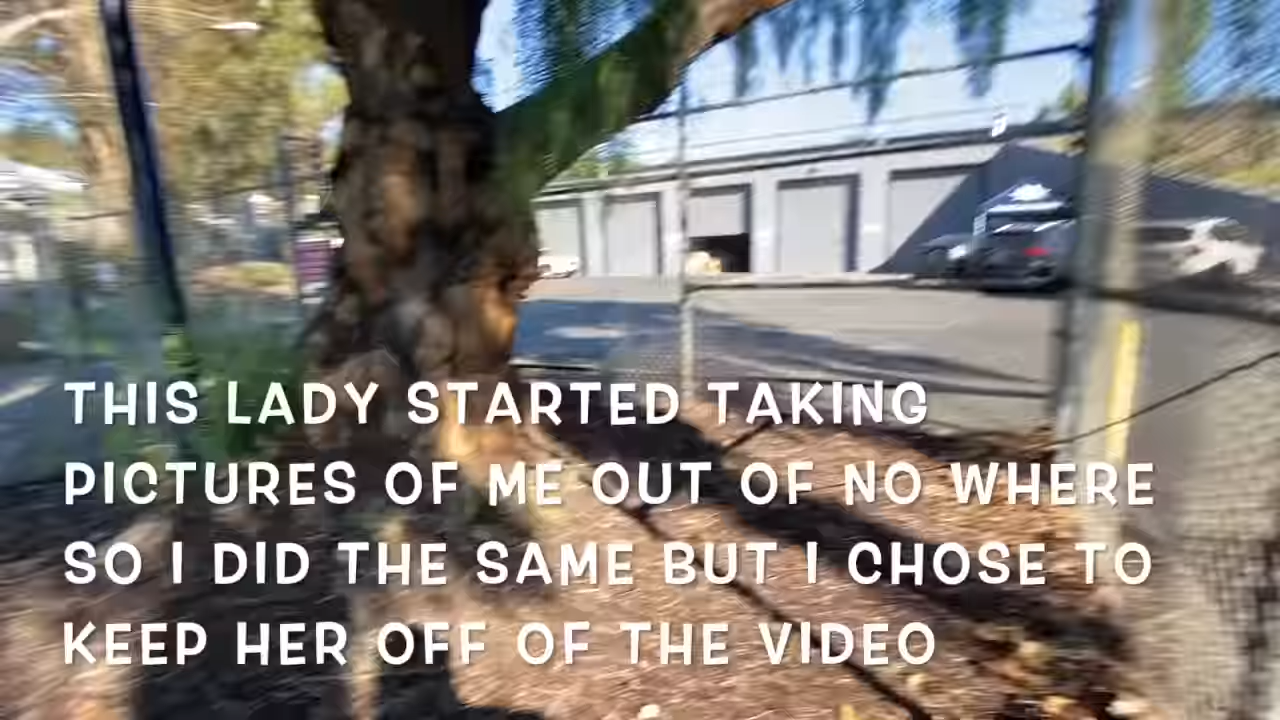 THIS LADY STARTED TAKING
PICTURES OF ME OUT OF NO WHERE
SO I DID THE SAME BUT I CHOSE TO
KEEP HER OFF OF THE VIDEO